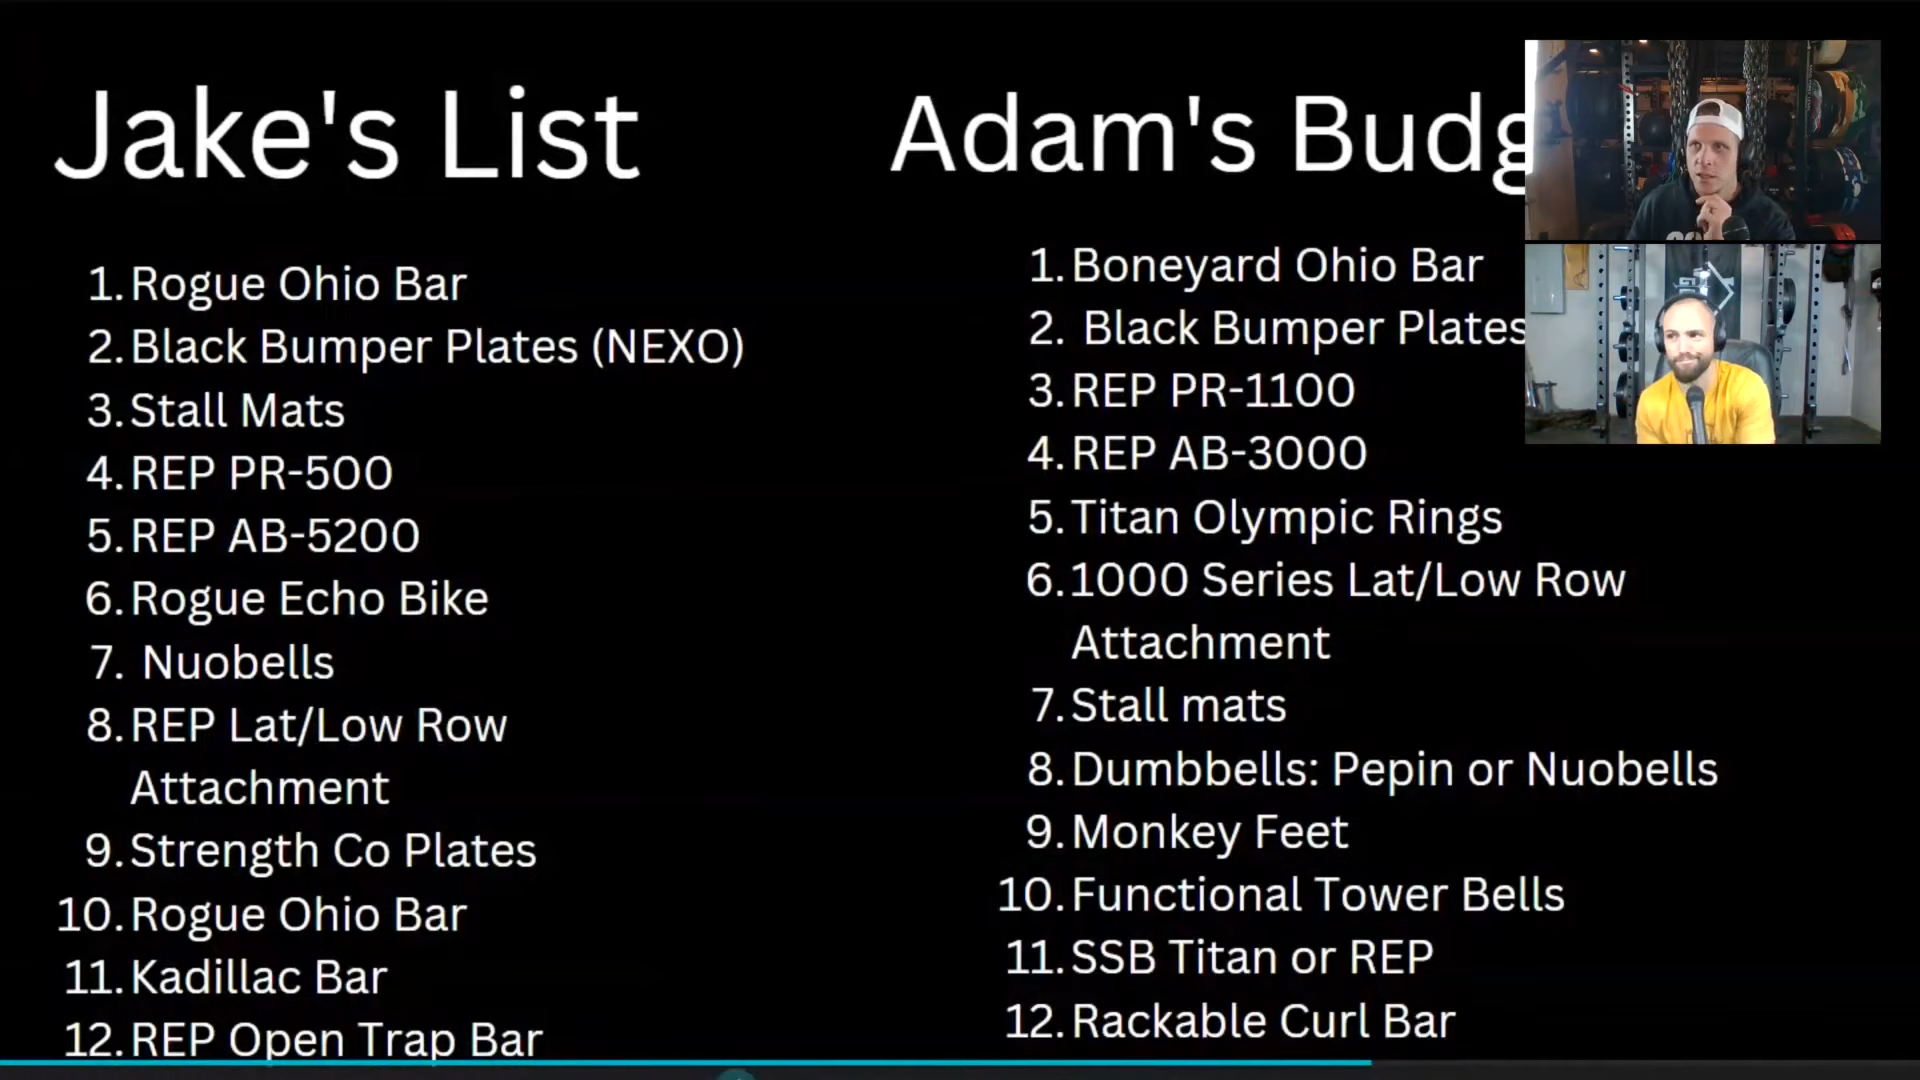 Jake's List
1. Rogue Ohio Bar
2. Black Bumper Plates (NEXO)
3. Stall Mats
4. REP PR-500
5. REP AB-5200
6. Rogue Echo Bike
7. Nuobells
8. REP Lat/Low Row
Attachment
9. Strength Co Plates
10. Rogue Ohio Bar
11. Kadillac Bar
12. REP Open Trap Bar
Adam's Budg
1. Boneyard Ohio Bar
2. Black Bumper Plates
3. REP PR-1100
4. REP AB-3000
5. Titan Olympic Rings
6. 1000 Series Lat/Low Row
Attachment
7. Stall mats
8. Dumbbells: Pepin or Nuobells
9. Monkey Feet
10. Functional Tower Bells
11. SSB Titan or REP
12. Rackable Curl Bar